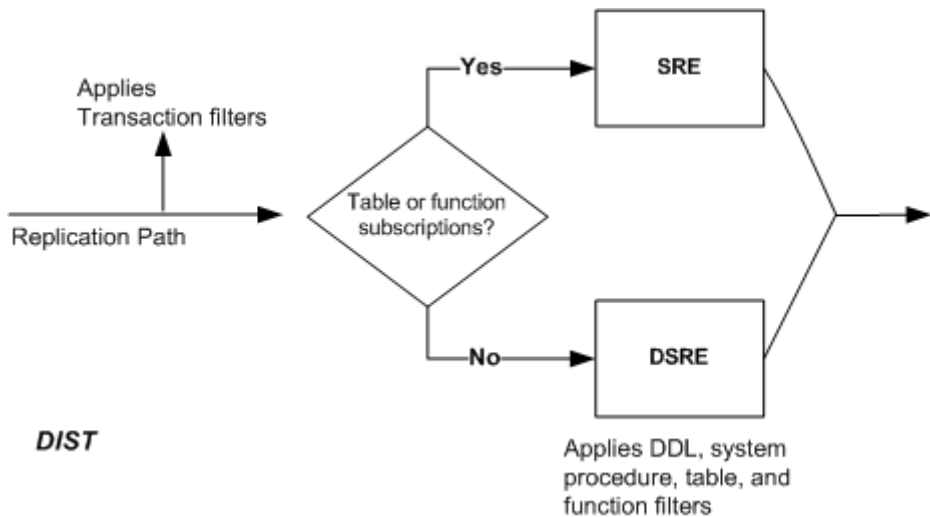 Applies
Transaction filters
Replication Path
Yes
SRE
Table or function
subscriptions?
No
DSRE
DIST
Applies DDL, system
procedure, table, and
function filters